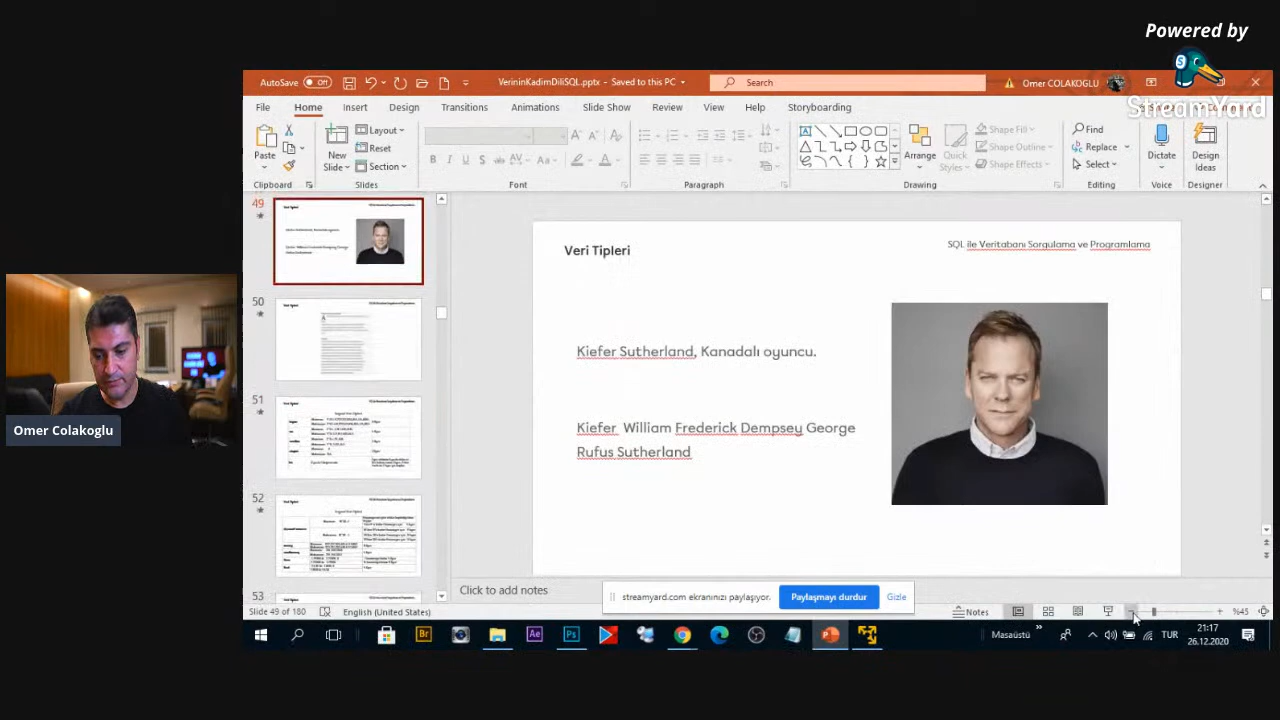 Powered by
StreamYard
AutoSave Off
VerininKadimDiliSQL.pptx - Saved to this PC
Search
Omer COLAKOGLU
File Home Insert Design Transitions Animations Slide Show Review View Help Storyboarding
Paste
New Slide
Layout
Reset
Section
Arrange
Quick Styles
Shape Fill
Shape Outline
Shape Effects
Find
Replace
Select
Dictate
Design Ideas
Clipboard Slides Font Paragraph Drawing Editing Voice Designer
49
50
51
52
53
Veri Tipleri
SQL ile Veritabanı Sorgulama ve Programlama
Kiefer Sutherland, Kanadalı oyuncu.
Kiefer William Frederick Dempsey George
Rufus Sutherland
Omer Colakoglu
Click to add notes
streamyard.com ekranınızı paylaşıyor. Paylaşmayı durdur Gizle
Slide 49 of 180 English (United States) Notes %45
Masaüstü TUR 21:17
26.12.2020